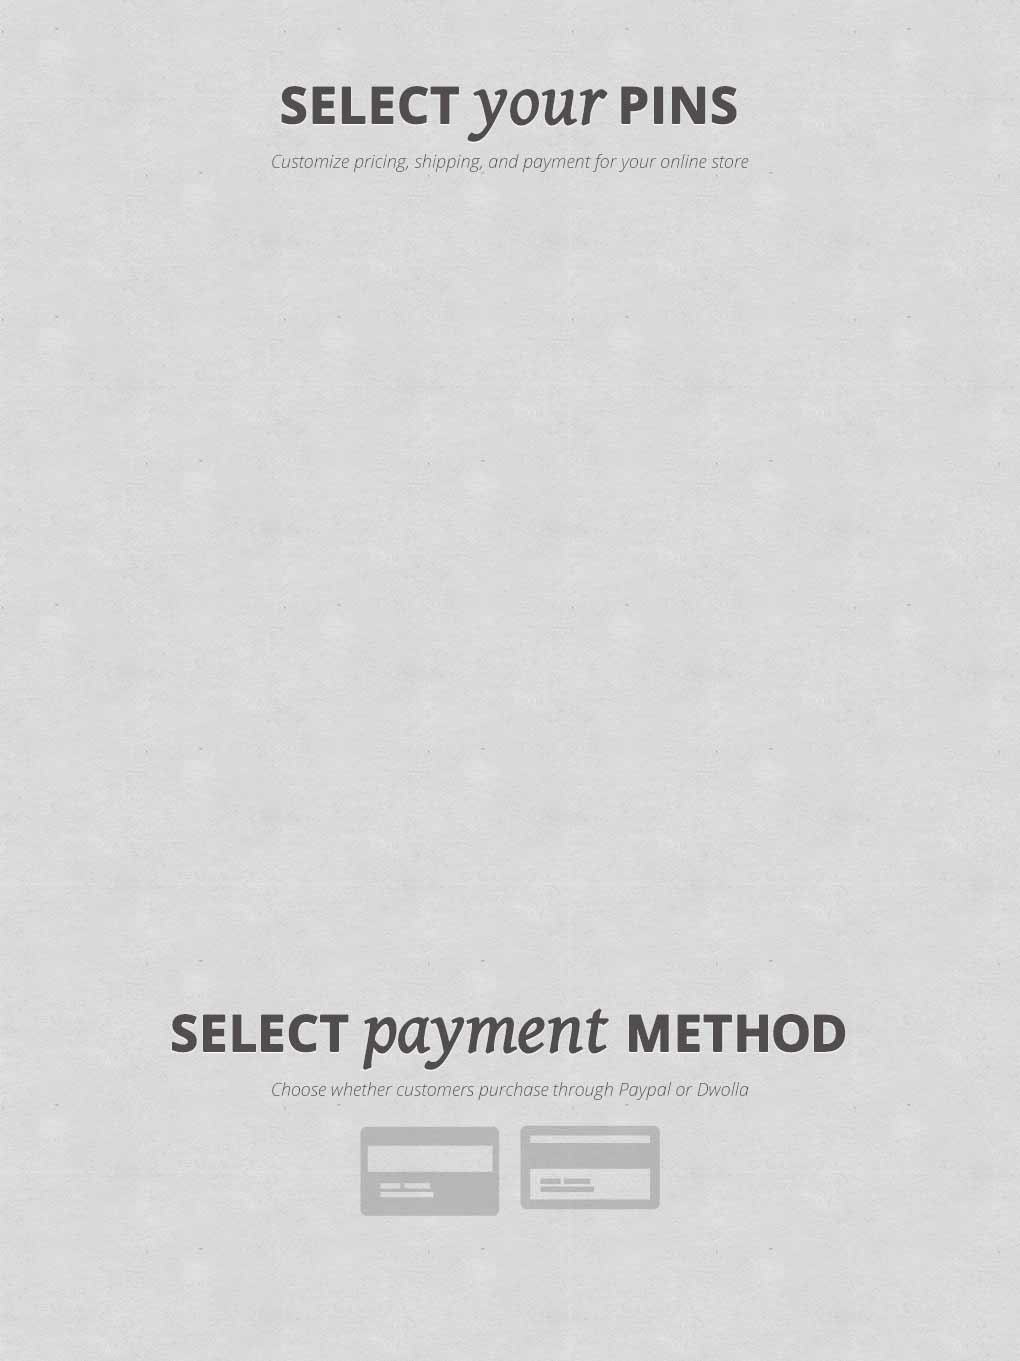 SELECT your PINS
Customize pricing, shipping, and payment for your online store
SELECT payment METHOD
Choose whether customers purchase through Paypal or Dwolla